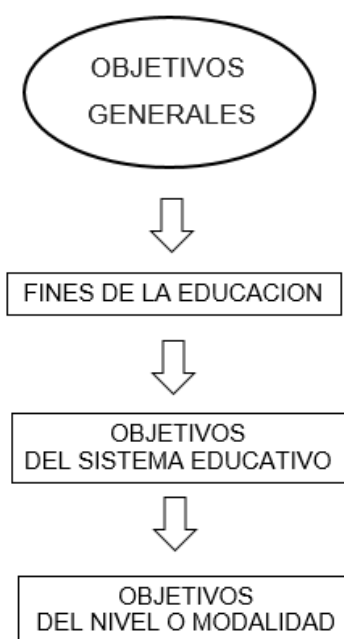 OBJETIVOS
GENERALES
FINES DE LA EDUCACION
OBJETIVOS
DEL SISTEMA EDUCATIVO
OBJETIVOS
DEL NIVEL O MODALIDAD